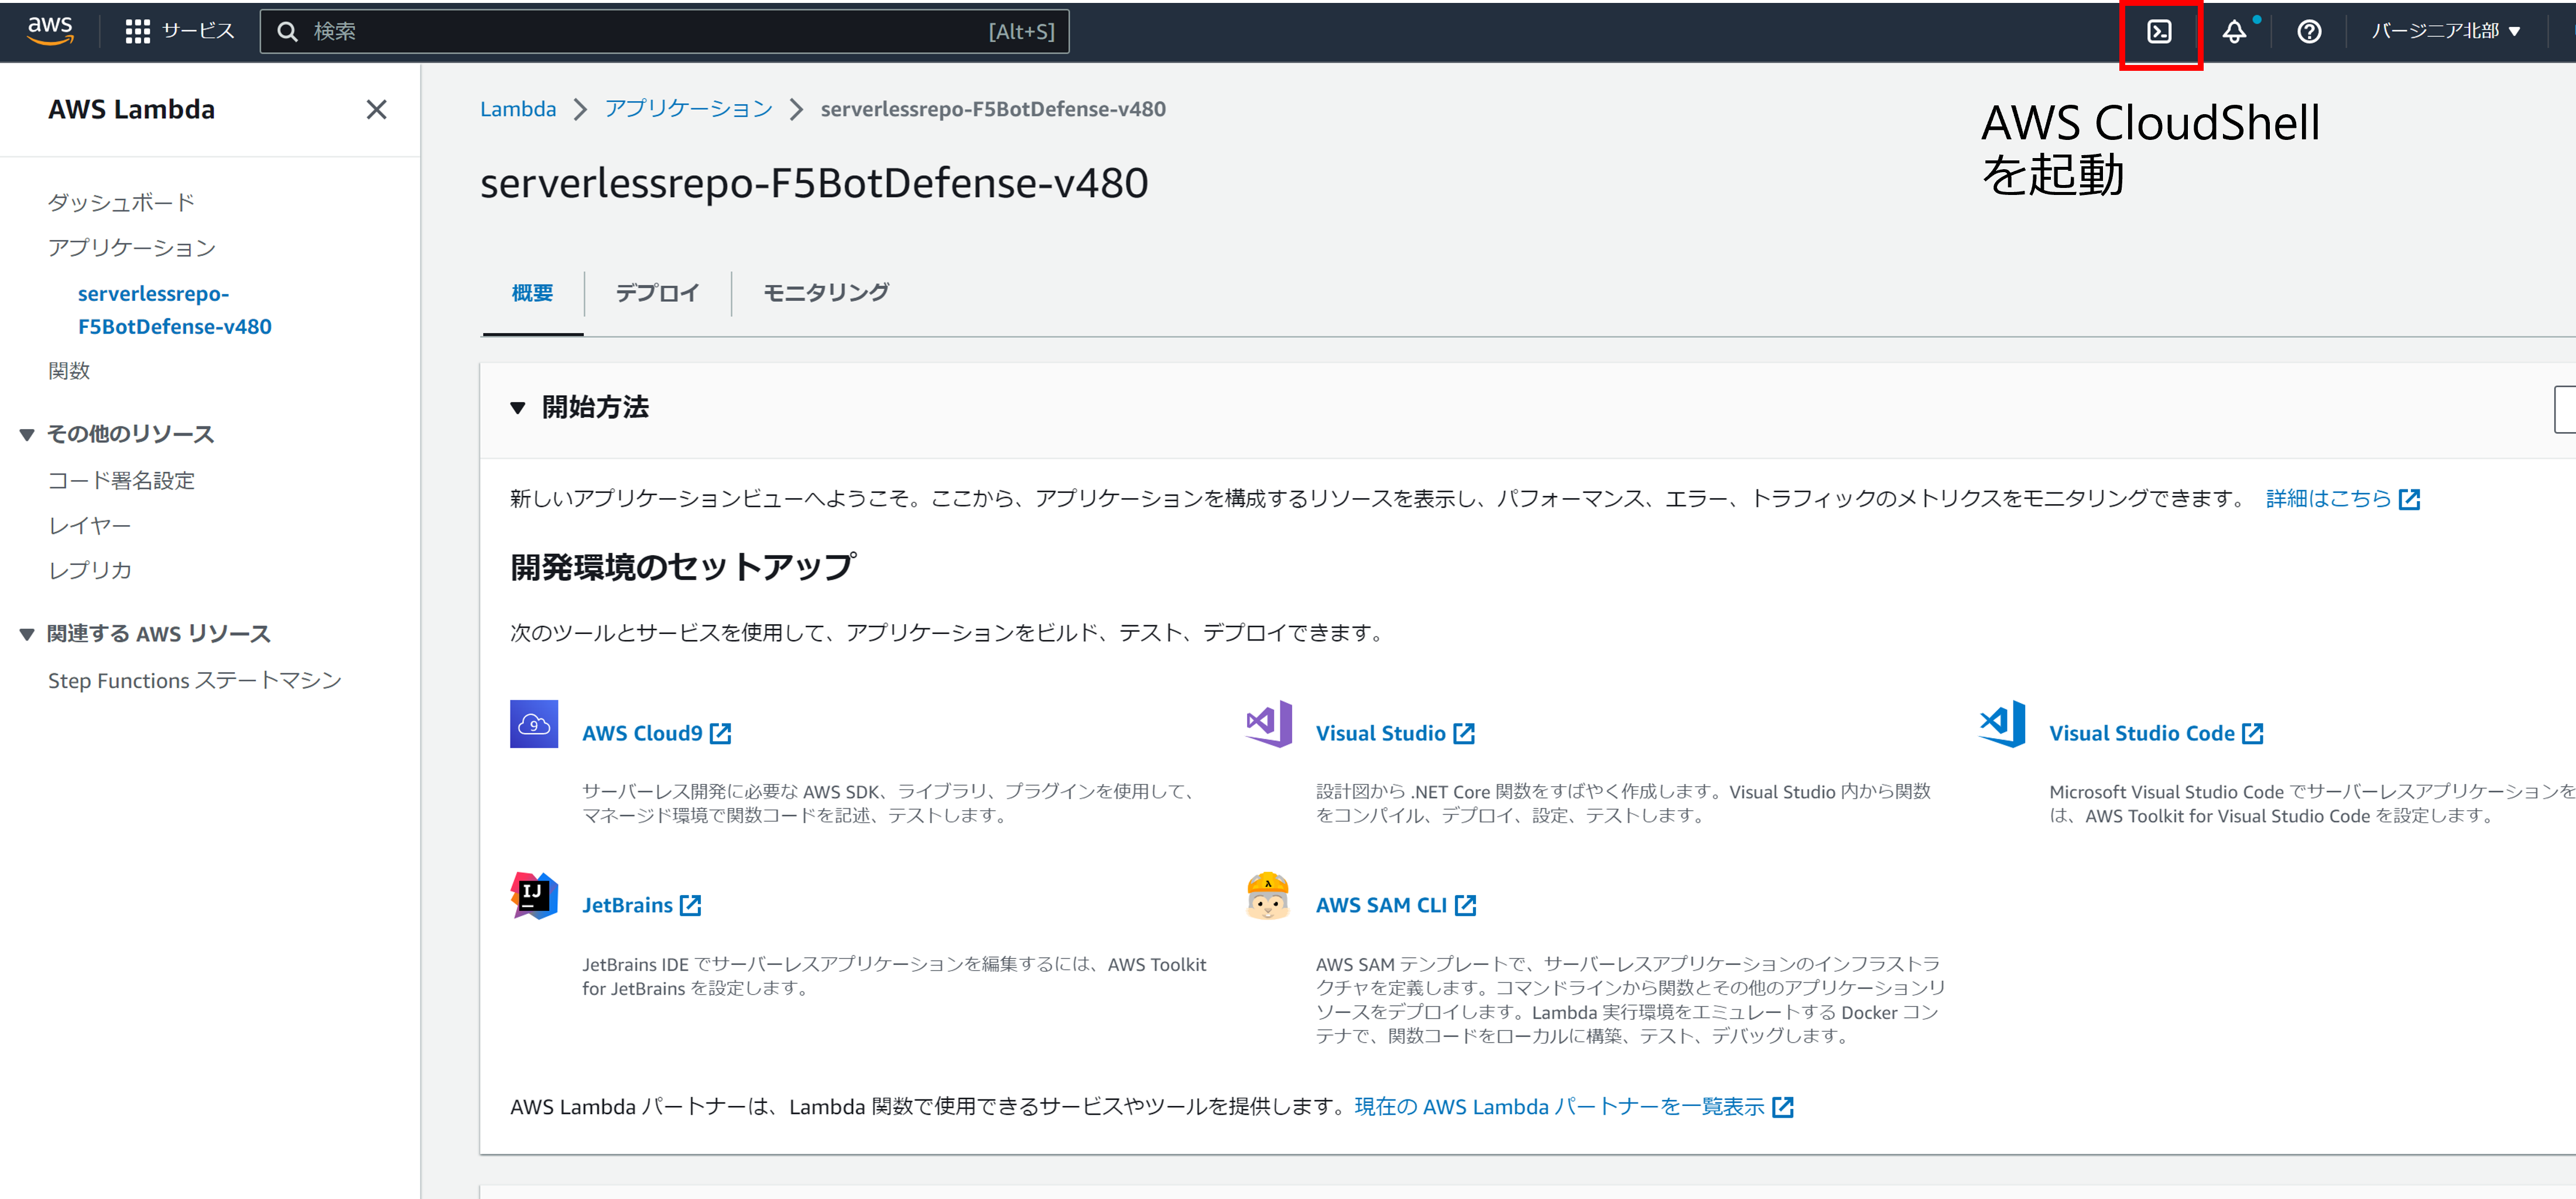 aws
サービス
検索
[Alt+S]
バージニア北部
AWS Lambda
ダッシュボード
アプリケーション
serverlessrepo-
F5BotDefense-v480
関数
その他のリソース
コード署名設定
レイヤー
レプリカ
関連する AWS リソース
Step Functions ステートマシン
Lambda
アプリケーション
serverlessrepo-F5BotDefense-v480
AWS CloudShell
を起動
serverlessrepo-F5BotDefense-v480
概要
デプロイ
モニタリング
開始方法
新しいアプリケーションビューへようこそ。ここから、アプリケーションを構成するリソースを表示し、パフォーマンス、エラー、トラフィックのメトリクスをモニタリングできます。 詳細はこちら
開発環境のセットアップ
次のツールとサービスを使用して、アプリケーションをビルド、テスト、デプロイできます。
9
AWS Cloud9
サーバーレス開発に必要な AWS SDK、ライブラリ、プラグインを使用して、
マネージド環境で関数コードを記述、テストします。
Visual Studio
設計図から .NET Core 関数をすばやく作成します。Visual Studio 内から関数
をコンパイル、デプロイ、設定、テストします。
Visual Studio Code
Microsoft Visual Studio Code でサーバーレスアプリケーションを
は、AWS Toolkit for Visual Studio Code を設定します。
IJ
JetBrains
JetBrains IDE でサーバーレスアプリケーションを編集するには、AWS Toolkit
for JetBrains を設定します。
λ
AWS SAM CLI
AWS SAM テンプレートで、サーバーレスアプリケーションのインフラストラ
クチャを定義します。コマンドラインから関数とその他のアプリケーションリ
ソースをデプロイします。Lambda 実行環境をエミュレートする Docker コン
テナで、関数コードをローカルに構築、テスト、デバッグします。
AWS Lambda パートナーは、Lambda 関数で使用できるサービスやツールを提供します。現在の AWS Lambda パートナーを一覧表示